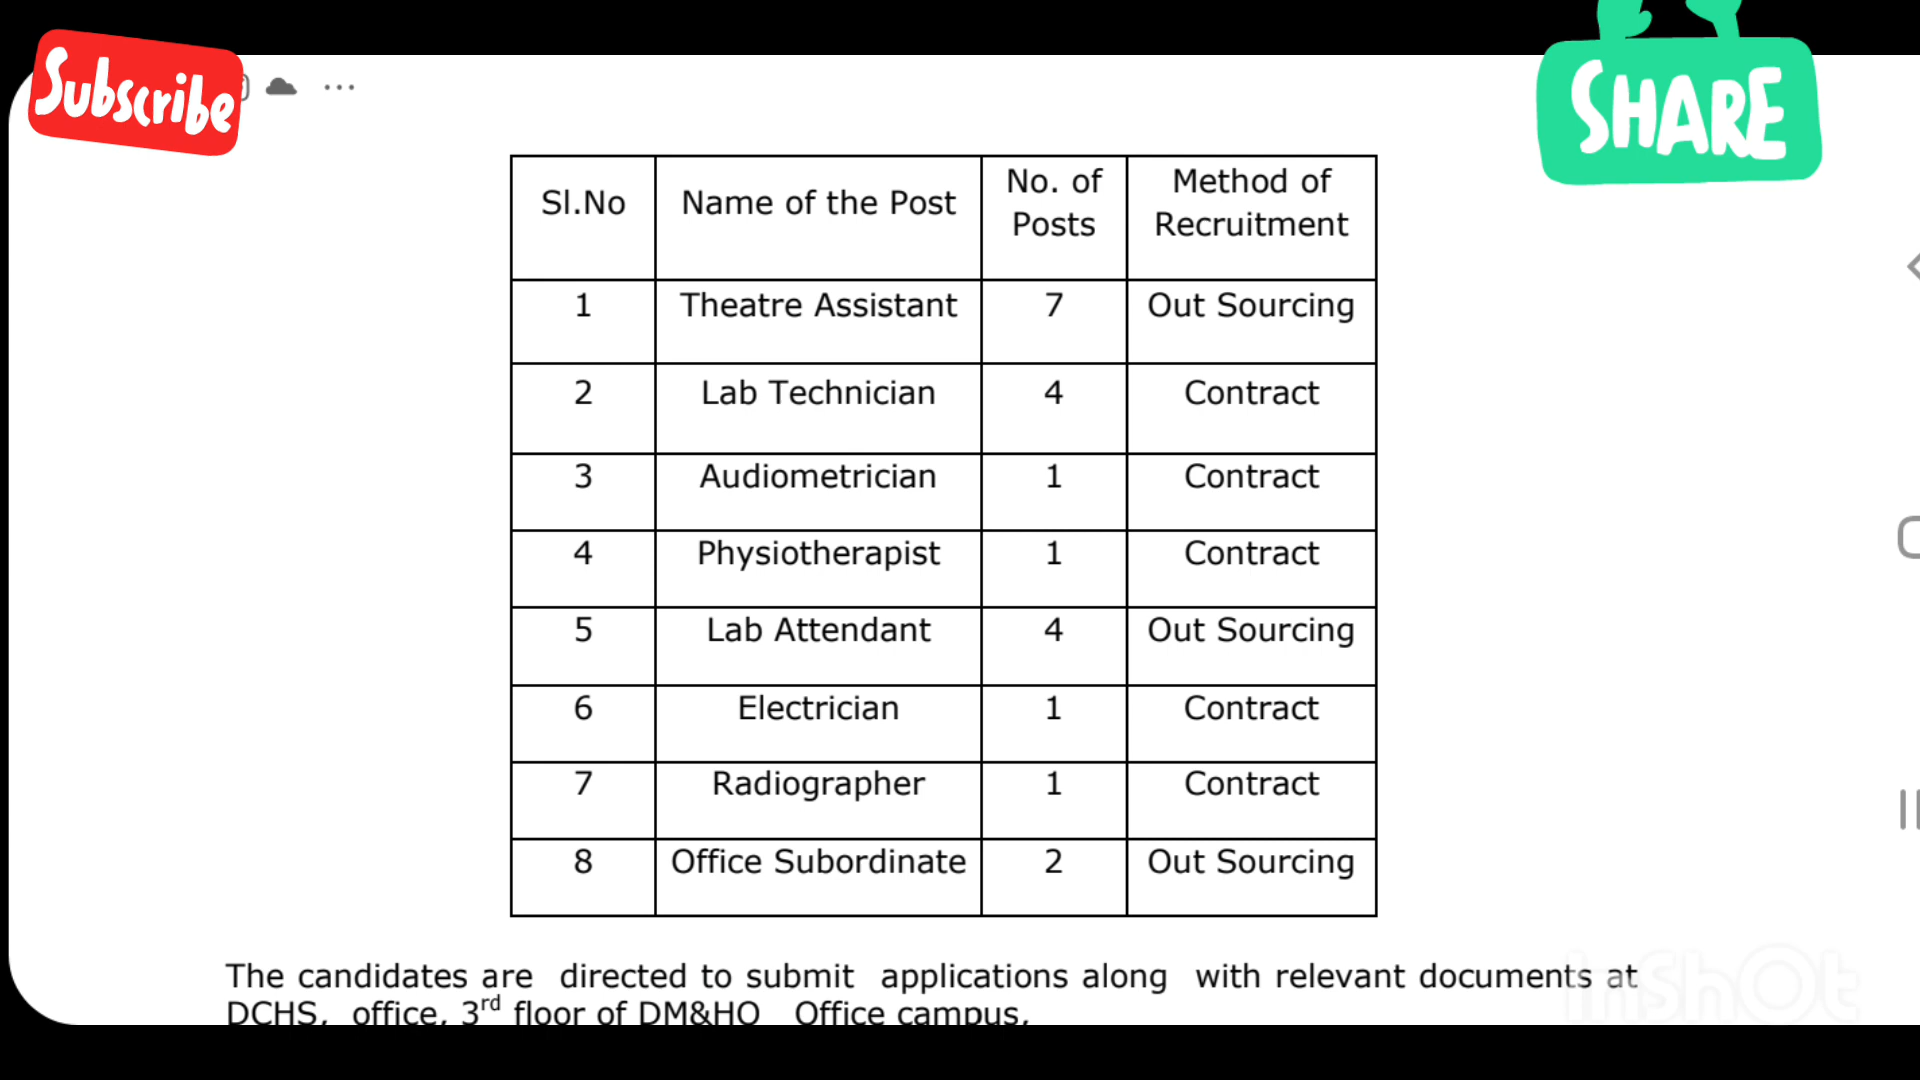 Subscribe
SHARE
Sl.No Name of the Post No. of Posts Method of Recruitment
1 Theatre Assistant 7 Out Sourcing
2 Lab Technician 4 Contract
3 Audiometrician 1 Contract
4 Physiotherapist 1 Contract
5 Lab Attendant 4 Out Sourcing
6 Electrician 1 Contract
7 Radiographer 1 Contract
8 Office Subordinate 2 Out Sourcing
The candidates are directed to submit applications along with relevant documents at
DCHS, office, 3rd floor of DM&HO Office campus,
InShOt